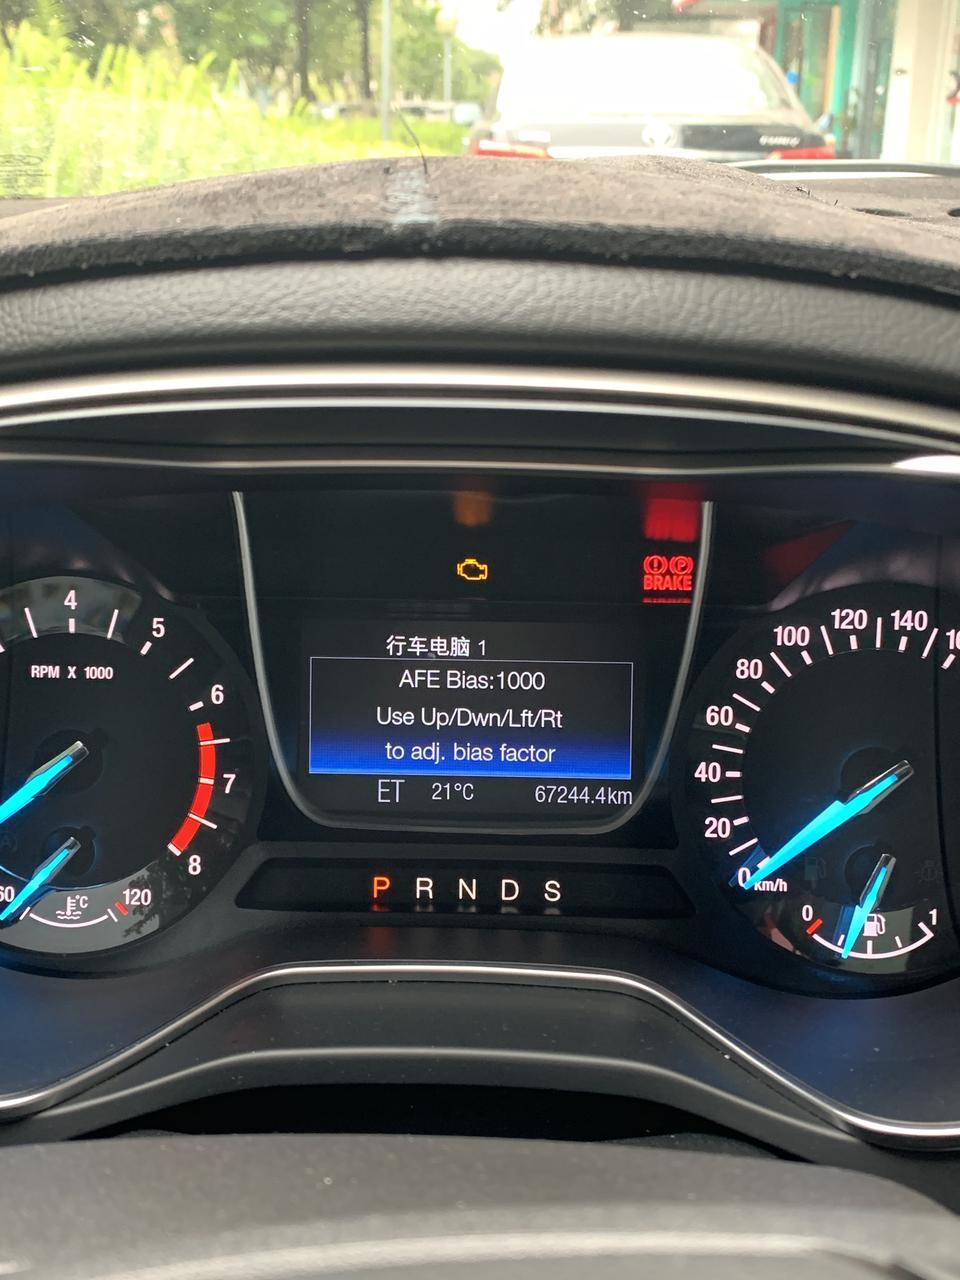 4
5
6
7
8
RPM X 1000
60
°C
120
BRAKE
行车电脑 1
AFE Bias:1000
Use Up/Dwn/Lft/Rt
to adj. bias factor
ET 21°C 67244.4km
P R N D S
0
20
40
60
80
100
120
140
km/h
0
1